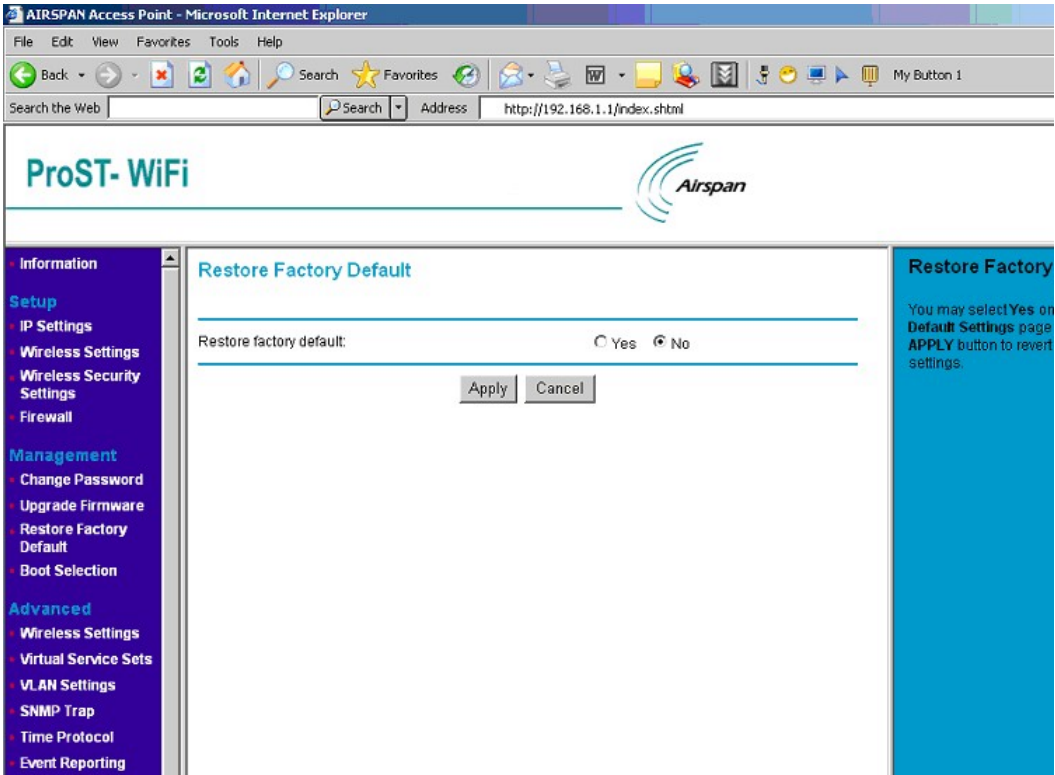 AIRSPAN Access Point - Microsoft Internet Explorer
File Edit View Favorites Tools Help
Back Search Favorites My Button 1
Search the Web Search Address http://192.168.1.1/index.shtml
ProST- WiFi
Airspan
Information
Setup
IP Settings
Wireless Settings
Wireless Security
Settings
Firewall
Management
Change Password
Upgrade Firmware
Restore Factory
Default
Boot Selection
Advanced
Wireless Settings
Virtual Service Sets
VLAN Settings
SNMP Trap
Time Protocol
Event Reporting
Restore Factory Default
Restore factory default: Yes No
Apply Cancel
Restore Factory
You may select Yes on
Default Settings page
APPLY button to revert
settings.